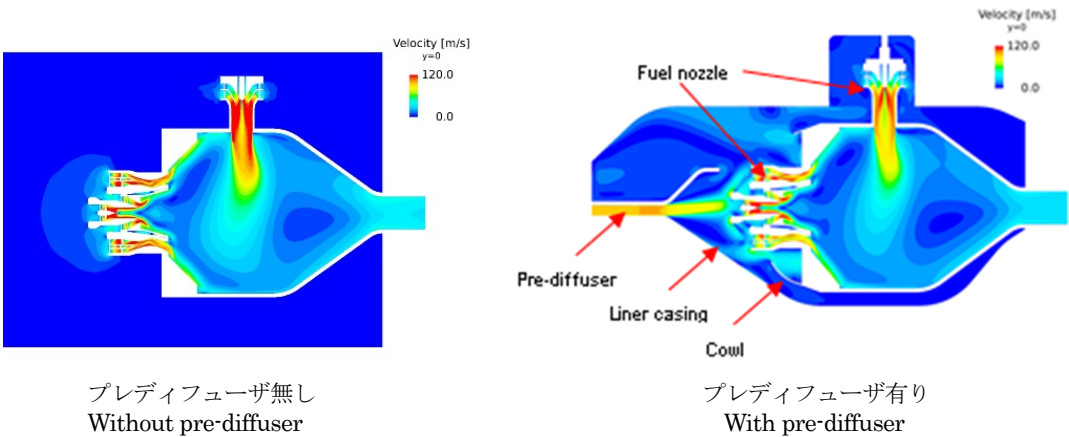 Velocity [m/s]
y=0
120.0
0.0
プレディフューザ無し
Without pre-diffuser
Velocity [m/s]
y=0
120.0
0.0
Fuel nozzle
Pre-diffuser
Liner casing
Cowl
プレディフューザ有り
With pre-diffuser